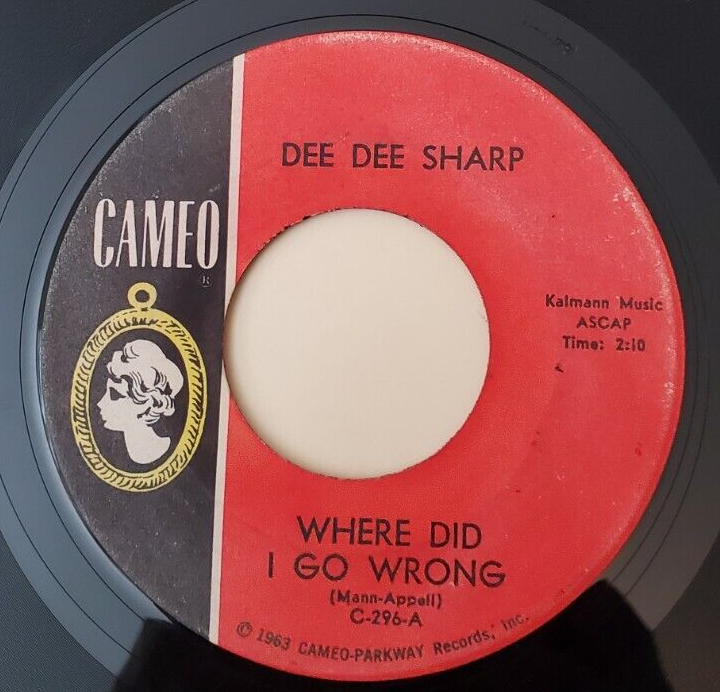 DEE DEE SHARP
CAMEO
®
Kalmann Music
ASCAP
Time: 2:10
WHERE DID
I GO WRONG
(Mann-Appell)
C-296-A
© 1963 CAMEO-PARKWAY Records, Inc.